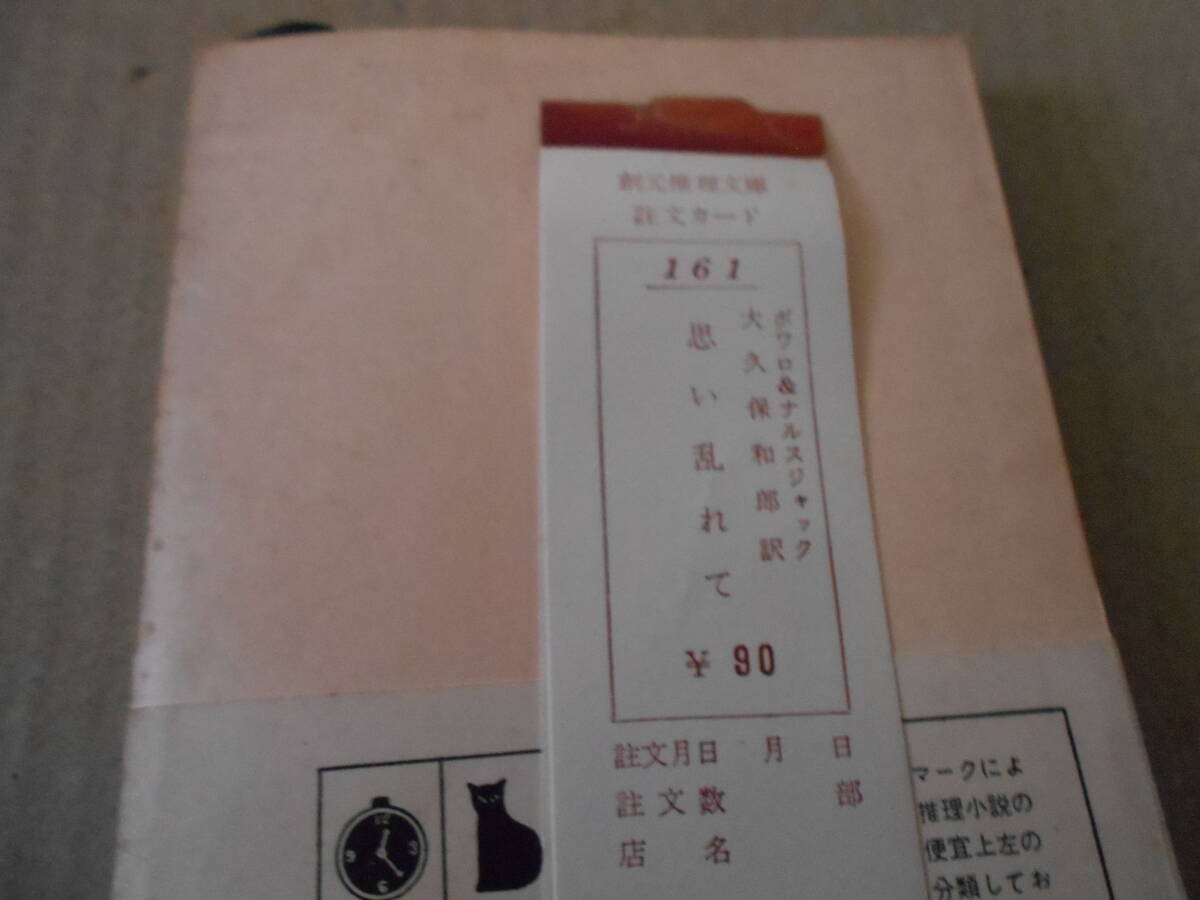 創元推理文庫
註文カード
161
ボワロ&ナルスジャック
大久保和郎訳
思い乱れて
¥ 90
註文月日 月 日
註文数 部
店名
マークによ
推理小説の
便宜上左の
分類してお
12
9 3